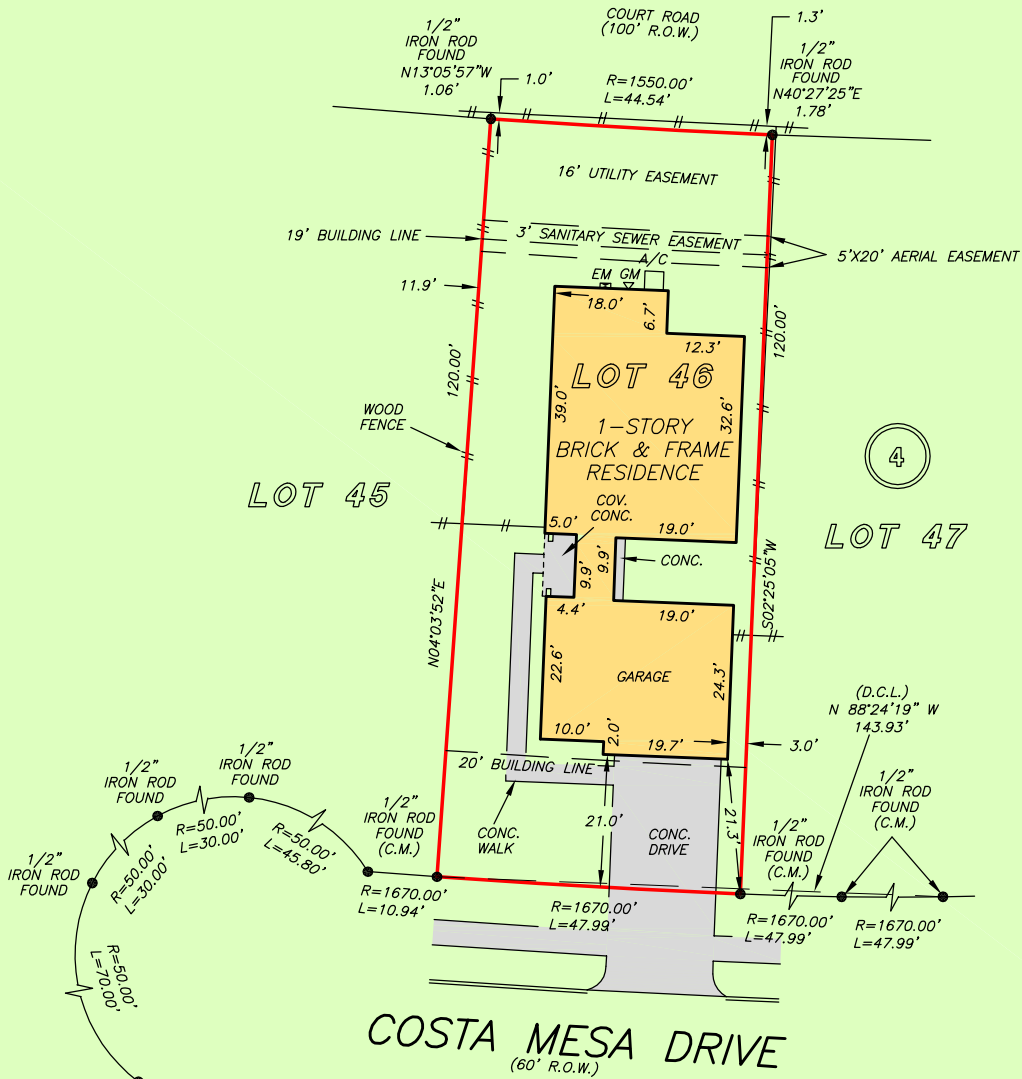 COURT ROAD
(100' R.O.W.)
1.3'
1/2"
IRON ROD
FOUND
N13°05'57"W
1.06'
1.0'
R=1550.00'
L=44.54'
1/2"
IRON ROD
FOUND
N40°27'25"E
1.78'
16' UTILITY EASEMENT
19' BUILDING LINE
3' SANITARY SEWER EASEMENT
5'X20' AERIAL EASEMENT
A/C
EM GM
11.9'
18.0'
6.7'
12.3'
120.00'
120.00'
LOT 46
39.0'
32.6'
WOOD
FENCE
1-STORY
BRICK & FRAME
RESIDENCE
4
LOT 45
LOT 47
COV.
CONC.
5.0'
19.0'
CONC.
9.9'
9.9'
4.4'
19.0'
N04°03'52"E
S02°25'05"W
22.6'
GARAGE
24.3'
(D.C.L.)
N 88°24'19" W
143.93'
10.0'
2.0'
19.7'
3.0'
20' BUILDING LINE
1/2"
IRON ROD
FOUND
1/2"
IRON ROD
FOUND
1/2"
IRON ROD
FOUND
(C.M.)
1/2"
IRON ROD
FOUND
(C.M.)
R=50.00'
L=30.00'
R=50.00'
L=45.80'
CONC.
WALK
21.0'
CONC.
DRIVE
21.3'
1/2"
IRON ROD
FOUND
(C.M.)
1/2"
IRON ROD
FOUND
R=50.00'
L=30.00'
R=1670.00'
L=10.94'
R=1670.00'
L=47.99'
R=1670.00'
L=47.99'
R=1670.00'
L=47.99'
R=50.00'
L=70.00'
COSTA MESA DRIVE
(60' R.O.W.)